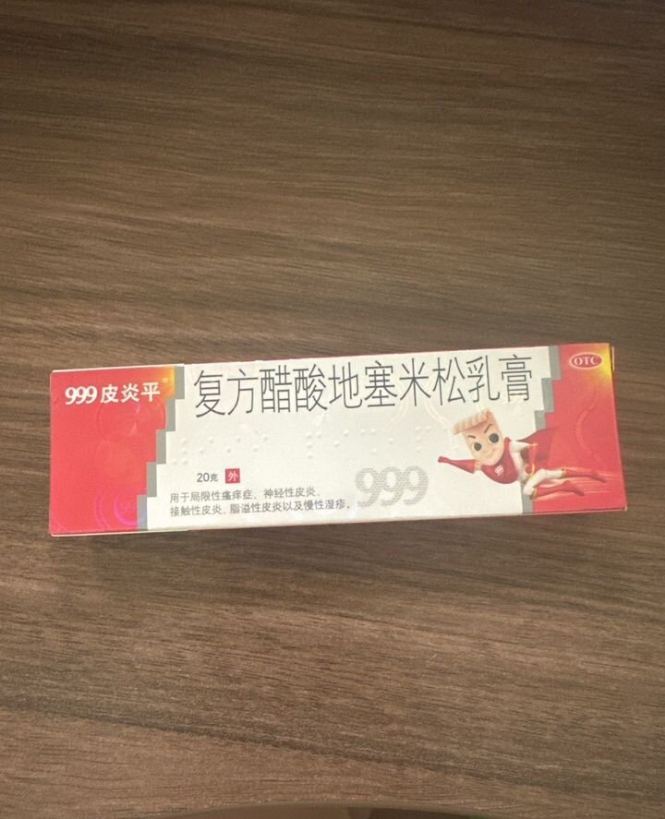 999皮炎平
复方醋酸地塞米松乳膏
OTC
20克 外
999
用于局限性瘙痒症、神经性皮炎、
接触性皮炎、脂溢性皮炎以及慢性湿疹。